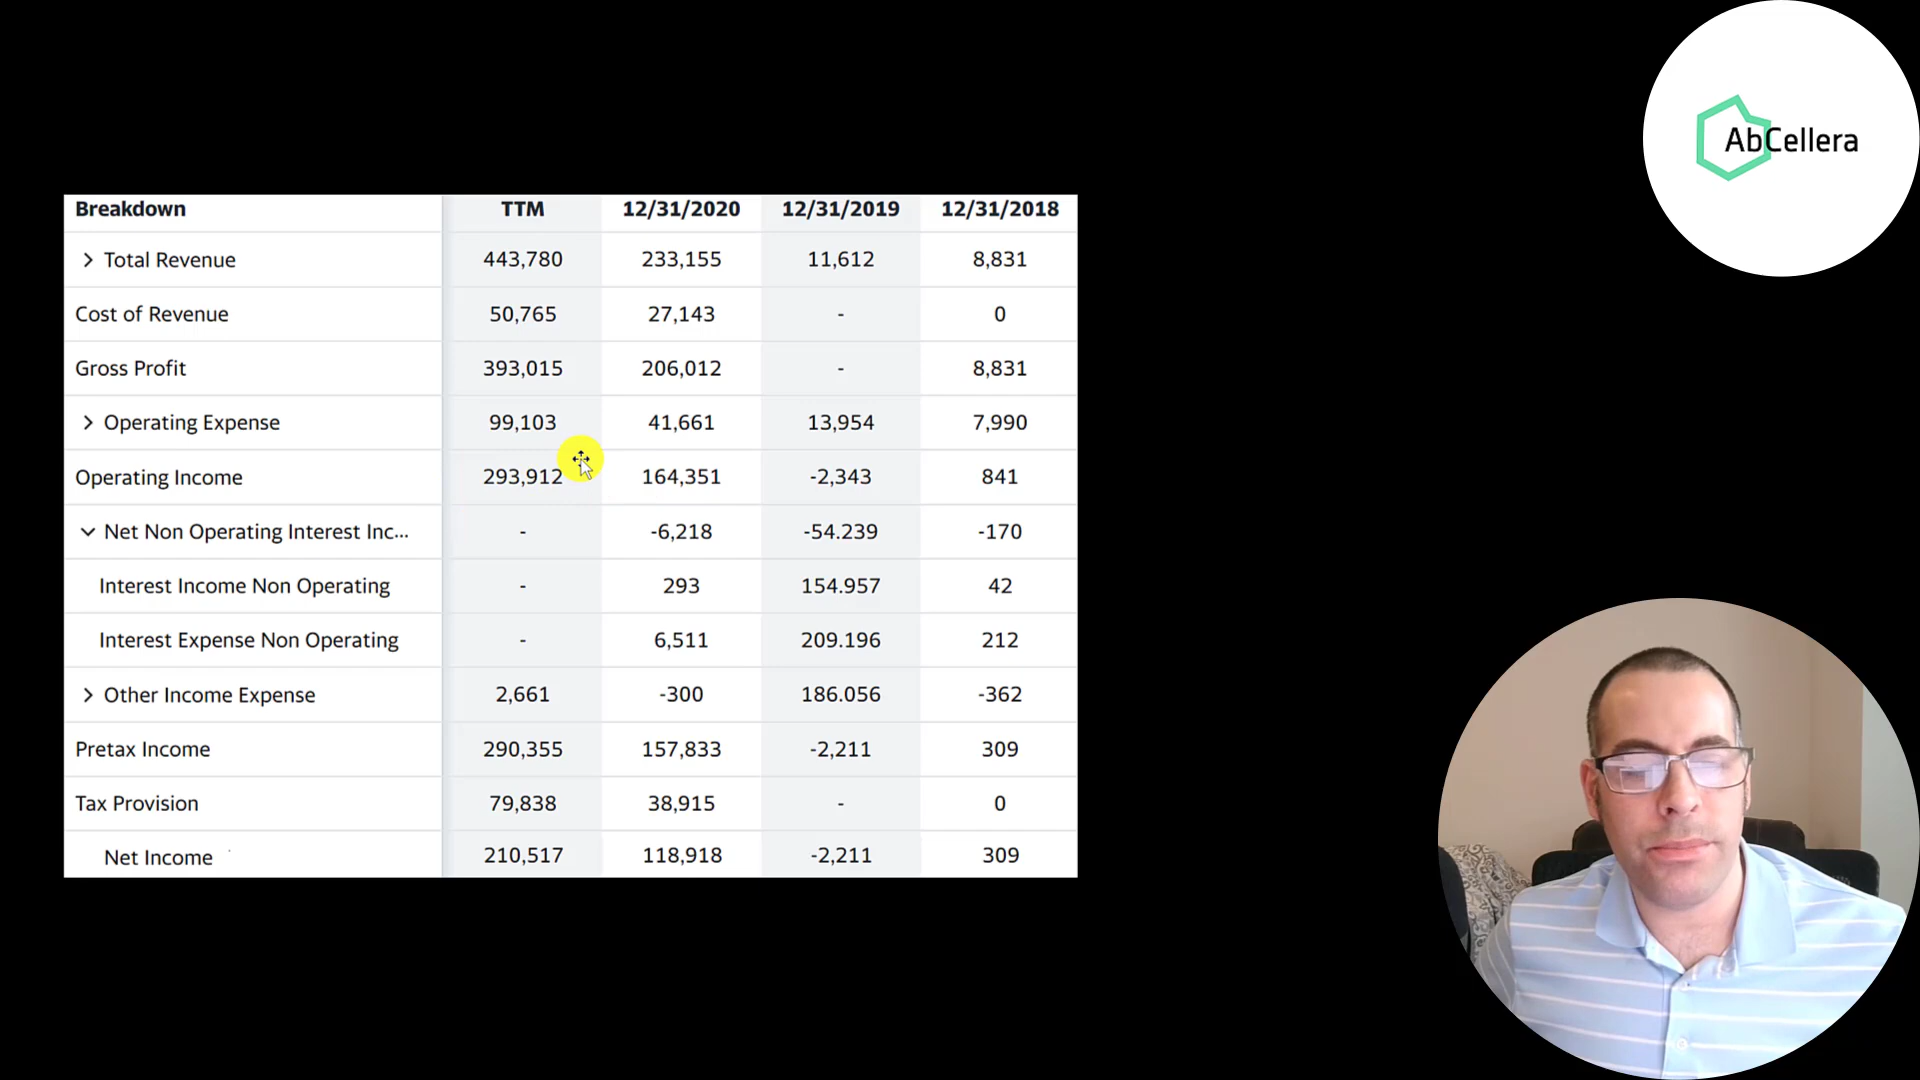 AbCellera
Breakdown TTM 12/31/2020 12/31/2019 12/31/2018
Total Revenue 443,780 233,155 11,612 8,831
Cost of Revenue 50,765 27,143 - 0
Gross Profit 393,015 206,012 - 8,831
Operating Expense 99,103 41,661 13,954 7,990
Operating Income 293,912 164,351 -2,343 841
Net Non Operating Interest Inc... - -6,218 -54.239 -170
Interest Income Non Operating - 293 154.957 42
Interest Expense Non Operating - 6,511 209.196 212
Other Income Expense 2,661 -300 186.056 -362
Pretax Income 290,355 157,833 -2,211 309
Tax Provision 79,838 38,915 - 0
Net Income 210,517 118,918 -2,211 309